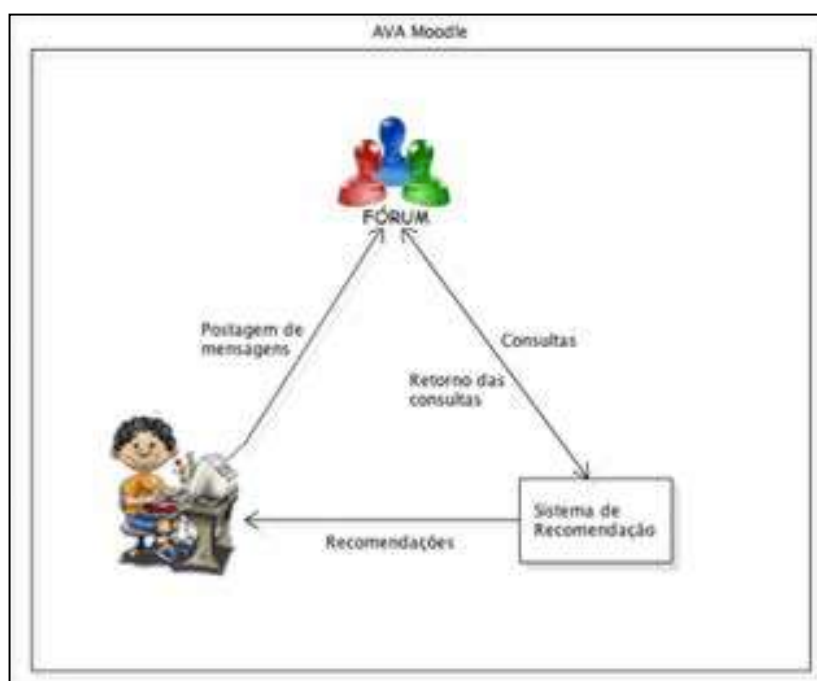 AVA Moodle
FÓRUM
Postagem de
mensagens
Consultas
Retorno das
consultas
Sistema de
Recomendação
Recomendações